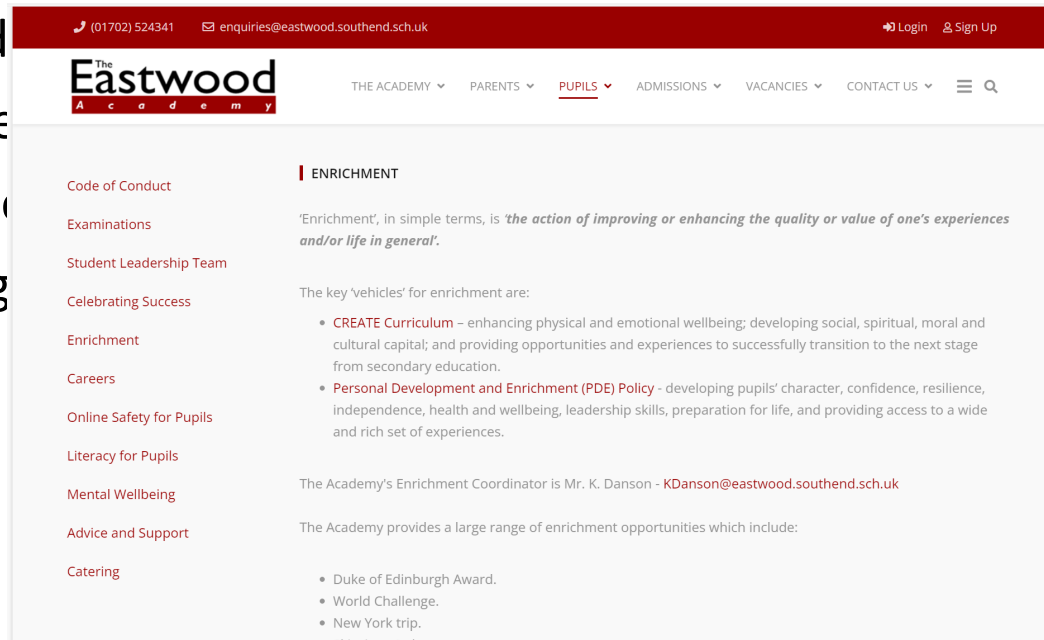 (01702) 524341 enquiries@eastwood.southend.sch.uk Login Sign Up
The
Eastwood
Academy
THE ACADEMY PARENTS PUPILS ADMISSIONS VACANCIES CONTACT US
Code of Conduct
Examinations
Student Leadership Team
Celebrating Success
Enrichment
Careers
Online Safety for Pupils
Literacy for Pupils
Mental Wellbeing
Advice and Support
Catering
ENRICHMENT
‘Enrichment’, in simple terms, is ‘the action of improving or enhancing the quality or value of one’s experiences
and/or life in general’.
The key ‘vehicles’ for enrichment are:
CREATE Curriculum – enhancing physical and emotional wellbeing; developing social, spiritual, moral and
cultural capital; and providing opportunities and experiences to successfully transition to the next stage
from secondary education.
Personal Development and Enrichment (PDE) Policy - developing pupils’ character, confidence, resilience,
independence, health and wellbeing, leadership skills, preparation for life, and providing access to a wide
and rich set of experiences.
The Academy's Enrichment Coordinator is Mr. K. Danson - KDanson@eastwood.southend.sch.uk
The Academy provides a large range of enrichment opportunities which include:
Duke of Edinburgh Award.
World Challenge.
New York trip.